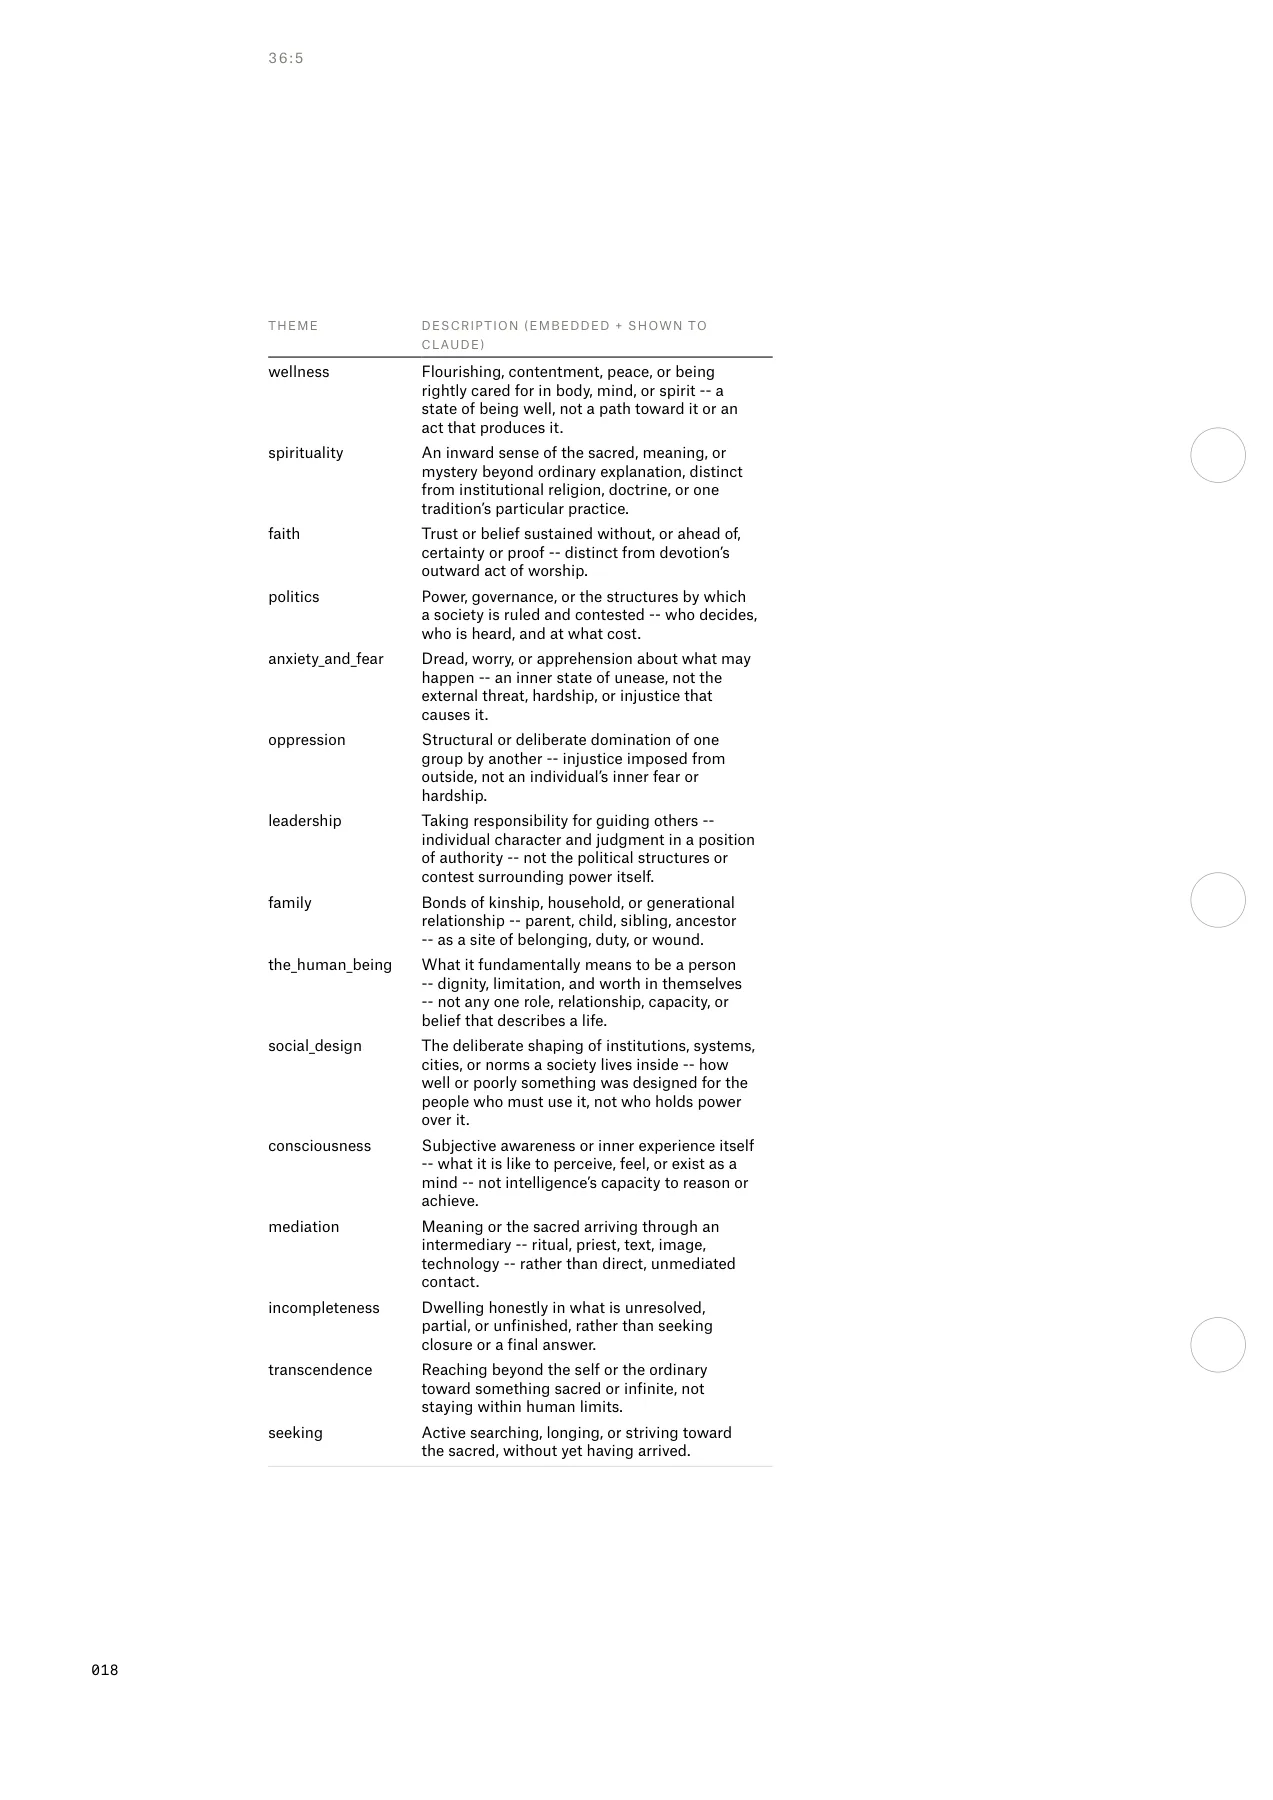 36:5
THEME
DESCRIPTION (EMBEDDED + SHOWN TO
CLAUDE)
wellness
Flourishing, contentment, peace, or being
rightly cared for in body, mind, or spirit -- a
state of being well, not a path toward it or an
act that produces it.
spirituality
An inward sense of the sacred, meaning, or
mystery beyond ordinary explanation, distinct
from institutional religion, doctrine, or one
tradition’s particular practice.
faith
Trust or belief sustained without, or ahead of,
certainty or proof -- distinct from devotion’s
outward act of worship.
politics
Power, governance, or the structures by which
a society is ruled and contested -- who decides,
who is heard, and at what cost.
anxiety_and_fear
Dread, worry, or apprehension about what may
happen -- an inner state of unease, not the
external threat, hardship, or injustice that
causes it.
oppression
Structural or deliberate domination of one
group by another -- injustice imposed from
outside, not an individual’s inner fear or
hardship.
leadership
Taking responsibility for guiding others --
individual character and judgment in a position
of authority -- not the political structures or
contest surrounding power itself.
family
Bonds of kinship, household, or generational
relationship -- parent, child, sibling, ancestor
-- as a site of belonging, duty, or wound.
the_human_being
What it fundamentally means to be a person
-- dignity, limitation, and worth in themselves
-- not any one role, relationship, capacity, or
belief that describes a life.
social_design
The deliberate shaping of institutions, systems,
cities, or norms a society lives inside -- how
well or poorly something was designed for the
people who must use it, not who holds power
over it.
consciousness
Subjective awareness or inner experience itself
-- what it is like to perceive, feel, or exist as a
mind -- not intelligence’s capacity to reason or
achieve.
mediation
Meaning or the sacred arriving through an
intermediary -- ritual, priest, text, image,
technology -- rather than direct, unmediated
contact.
incompleteness
Dwelling honestly in what is unresolved,
partial, or unfinished, rather than seeking
closure or a final answer.
transcendence
Reaching beyond the self or the ordinary
toward something sacred or infinite, not
staying within human limits.
seeking
Active searching, longing, or striving toward
the sacred, without yet having arrived.
018